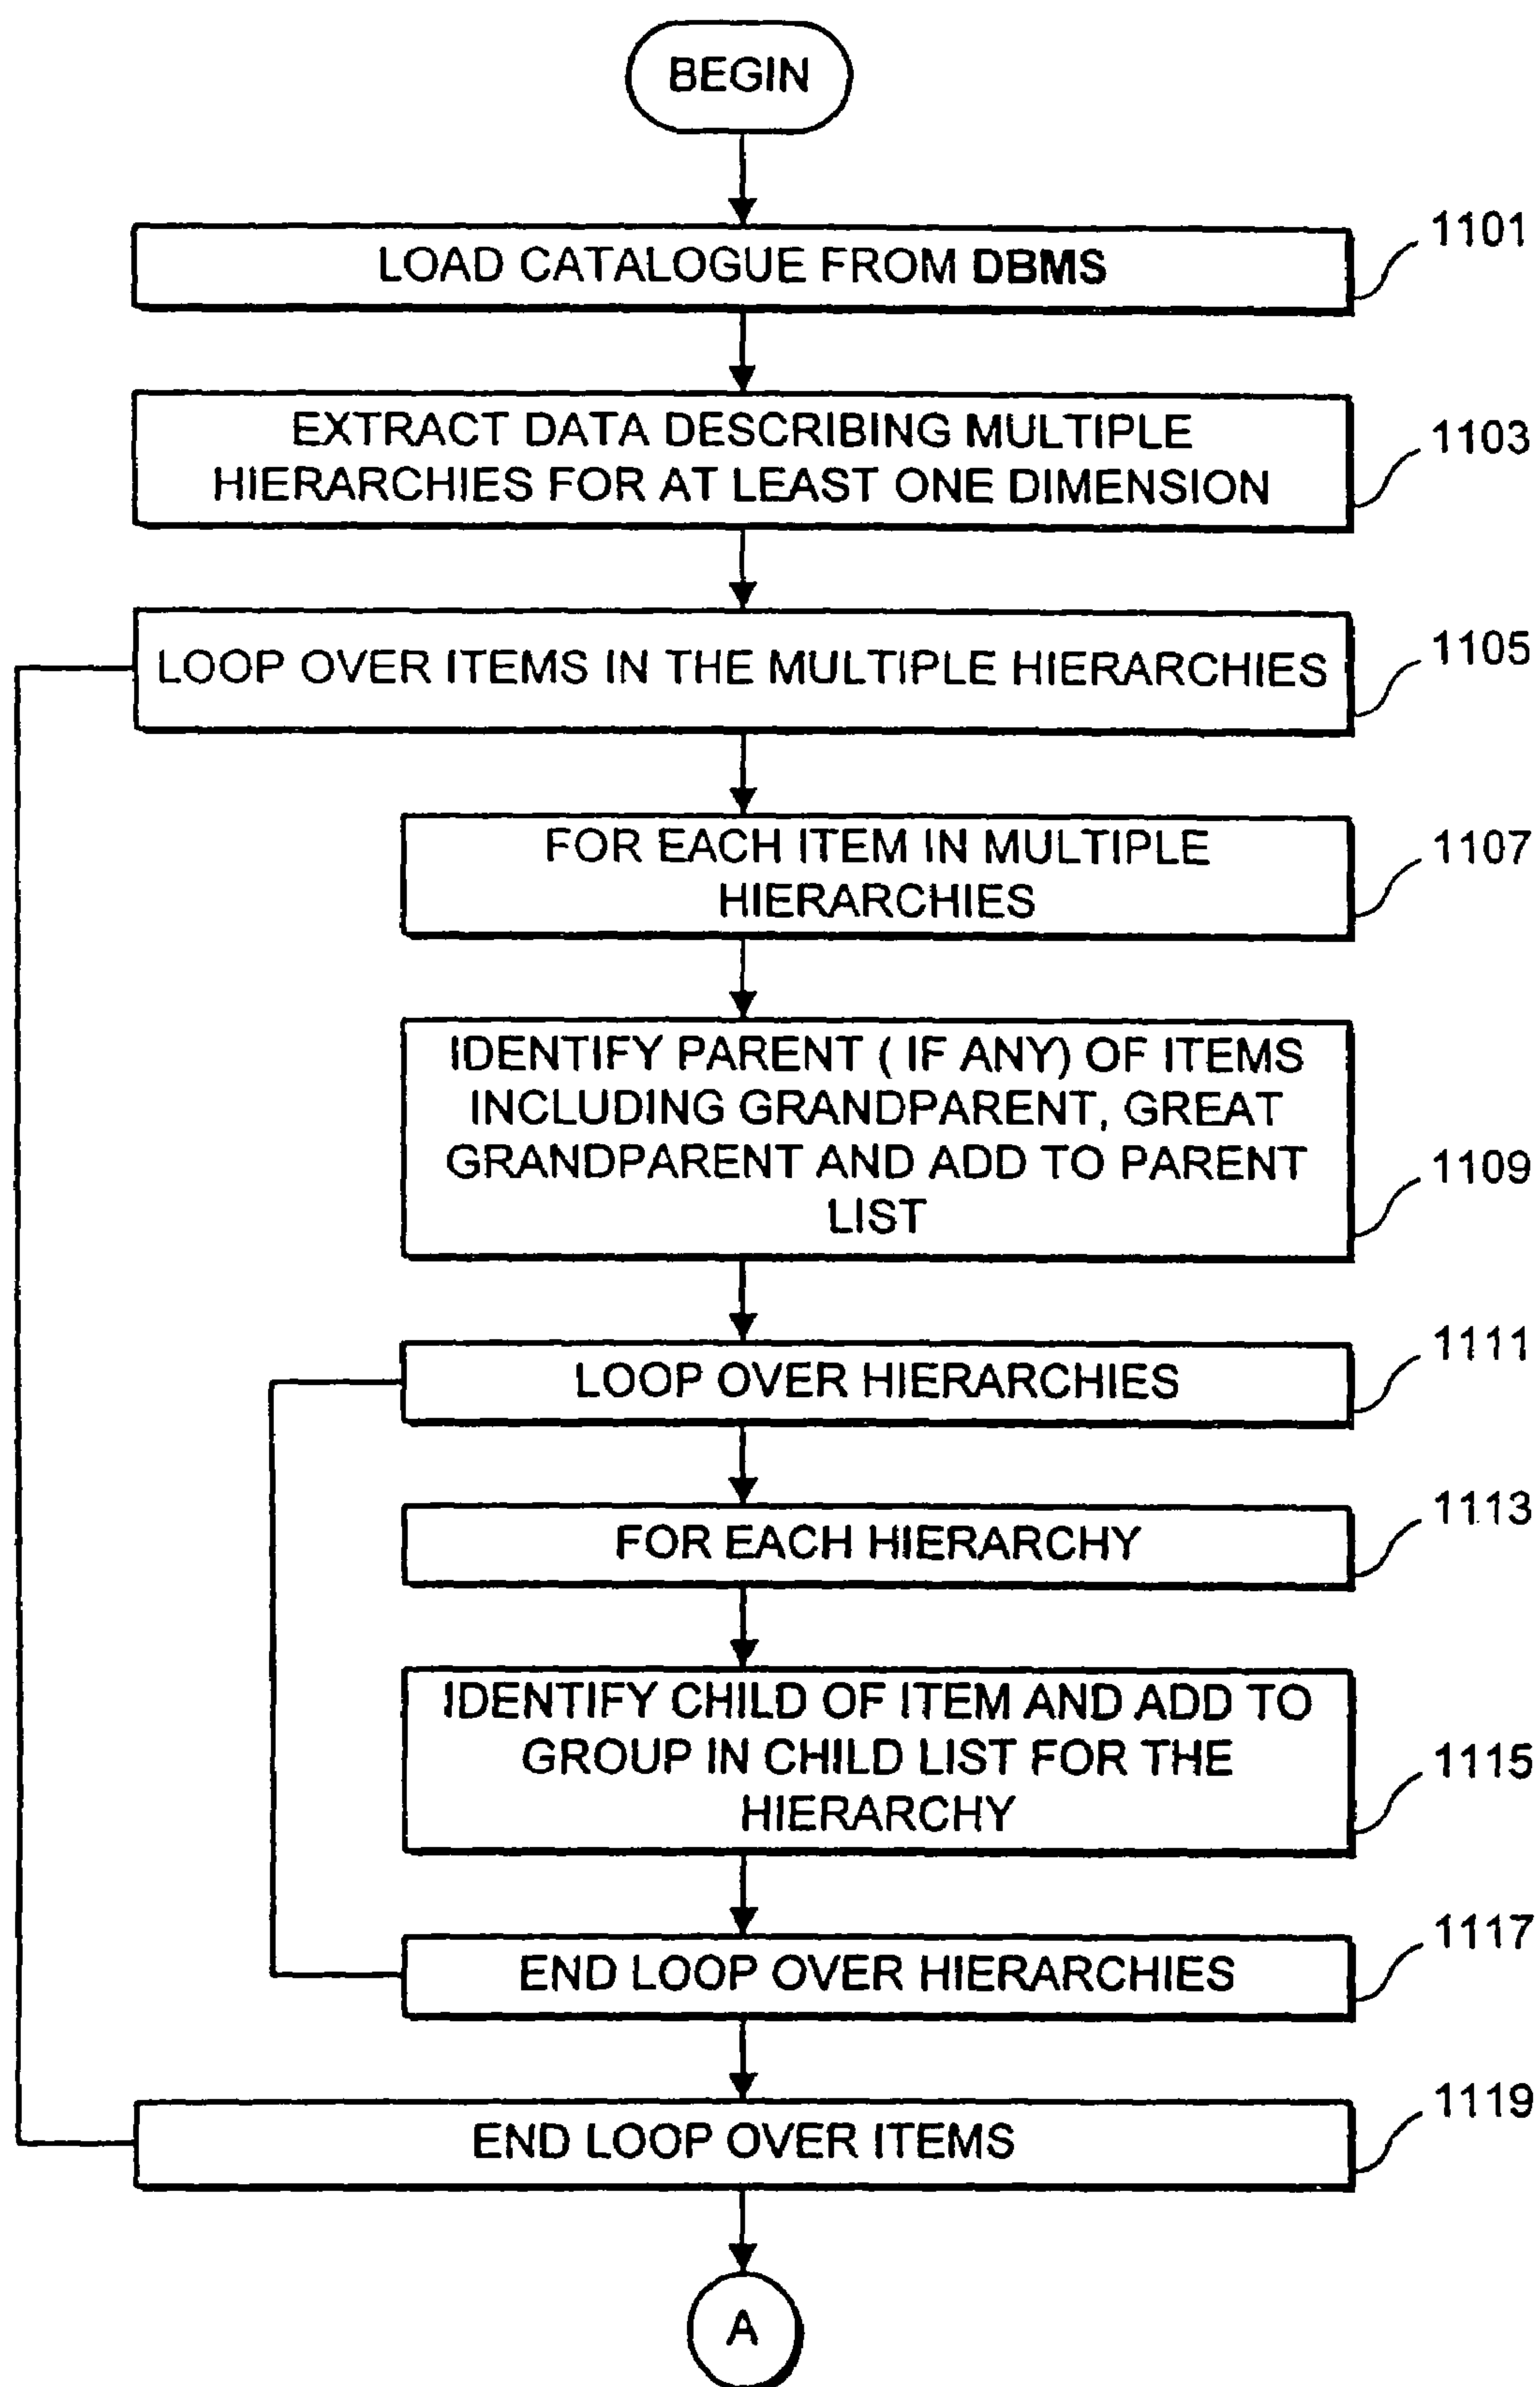 BEGIN
LOAD CATALOGUE FROM DBMS
1101
EXTRACT DATA DESCRIBING MULTIPLE
HIERARCHIES FOR AT LEAST ONE DIMENSION
1103
LOOP OVER ITEMS IN THE MULTIPLE HIERARCHIES
1105
FOR EACH ITEM IN MULTIPLE
HIERARCHIES
1107
IDENTIFY PARENT ( IF ANY) OF ITEMS
INCLUDING GRANDPARENT, GREAT
GRANDPARENT AND ADD TO PARENT
LIST
1109
LOOP OVER HIERARCHIES
1111
FOR EACH HIERARCHY
1113
IDENTIFY CHILD OF ITEM AND ADD TO
GROUP IN CHILD LIST FOR THE
HIERARCHY
1115
END LOOP OVER HIERARCHIES
1117
END LOOP OVER ITEMS
1119
A